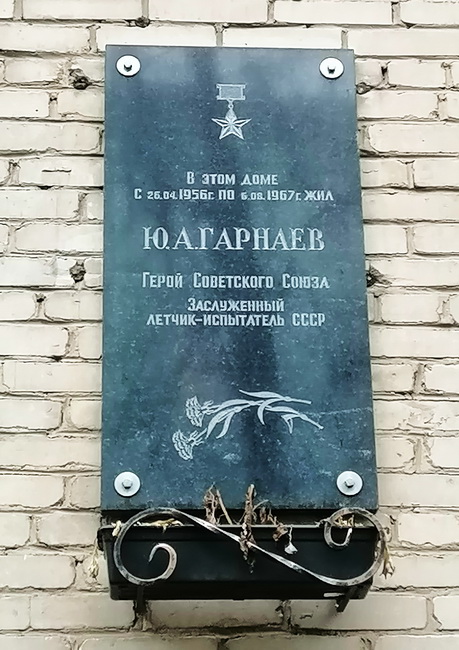 В ЭТОМ ДОМЕ
С 26.04.1956г. ПО 6.08.1967г. ЖИЛ
Ю.А.ГАРНАЕВ
ГЕРОЙ СОВЕТСКОГО СОЮЗА
ЗАСЛУЖЕННЫЙ
ЛЕТЧИК-ИСПЫТАТЕЛЬ СССР